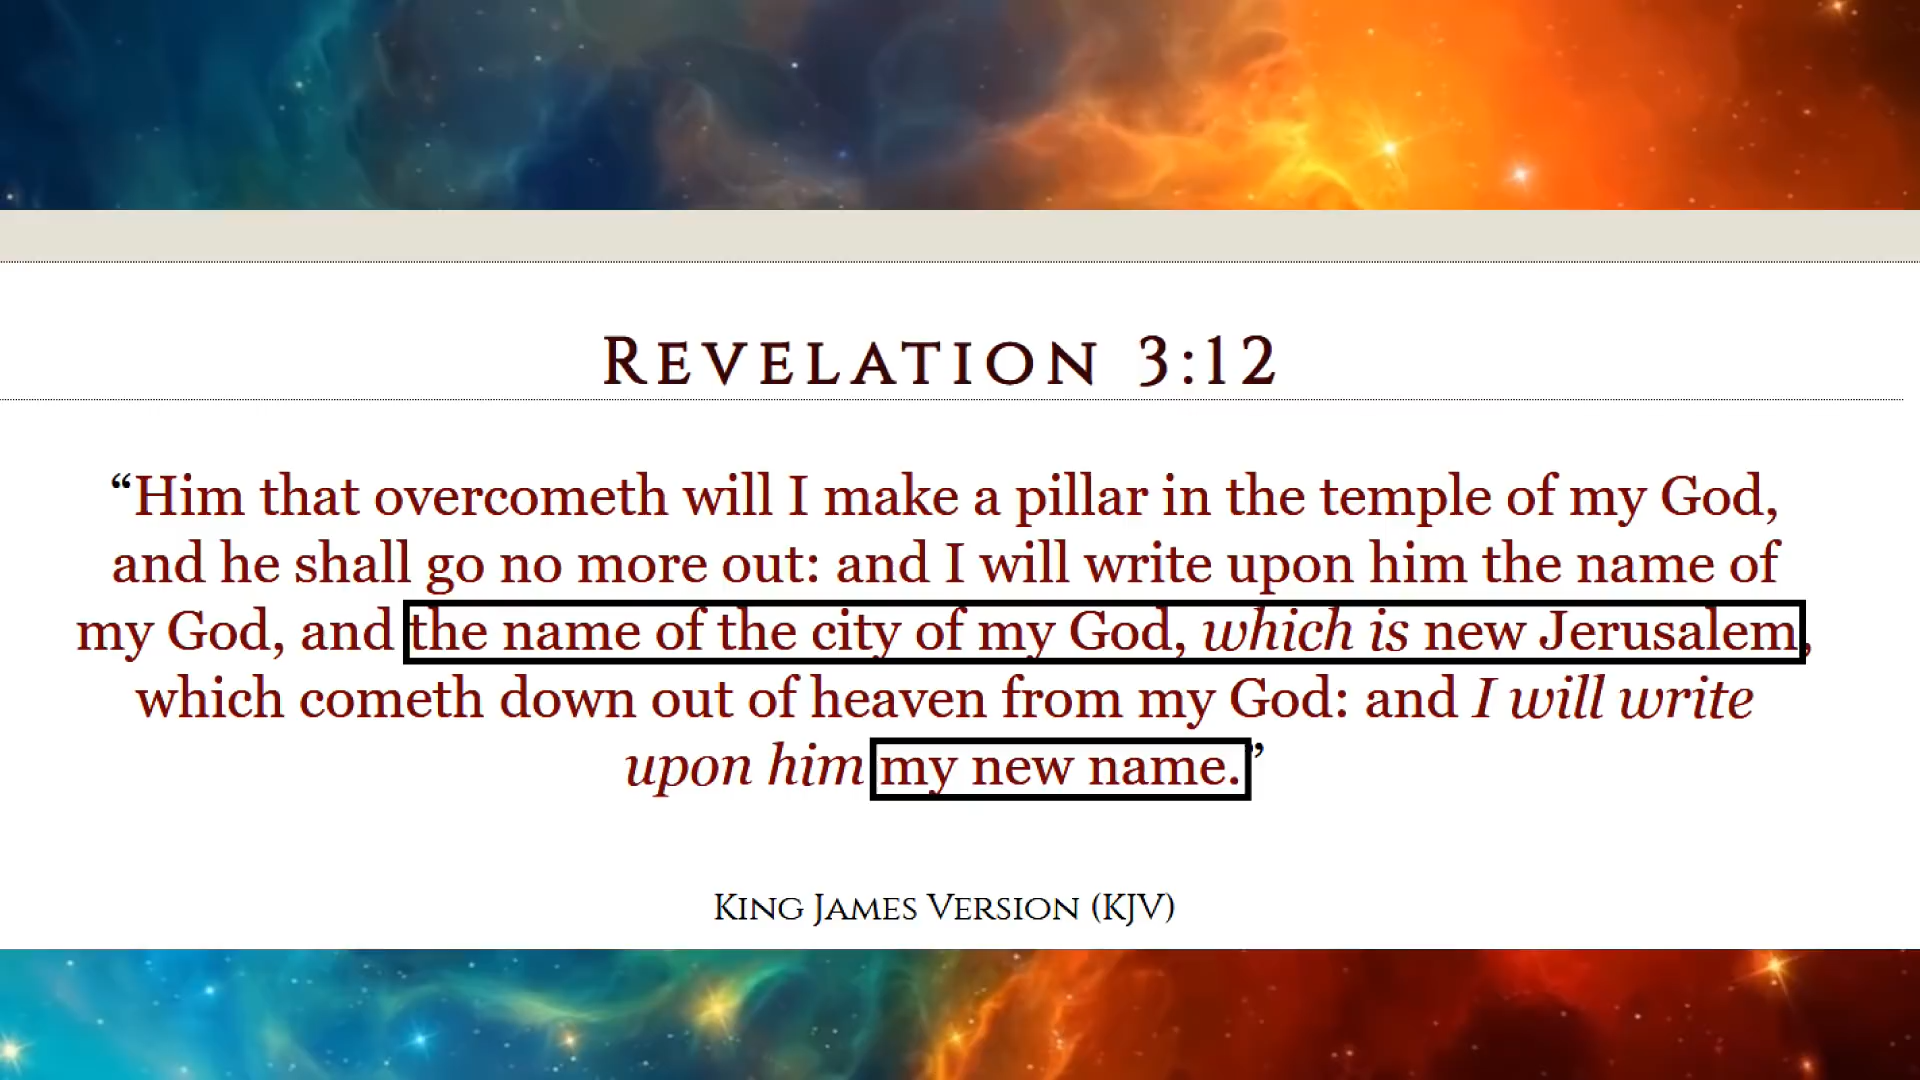 Revelation 3:12
“Him that overcometh will I make a pillar in the temple of my God,
and he shall go no more out: and I will write upon him the name of
my God, and the name of the city of my God, which is new Jerusalem,
which cometh down out of heaven from my God: and I will write
upon him my new name.”
King James Version (KJV)